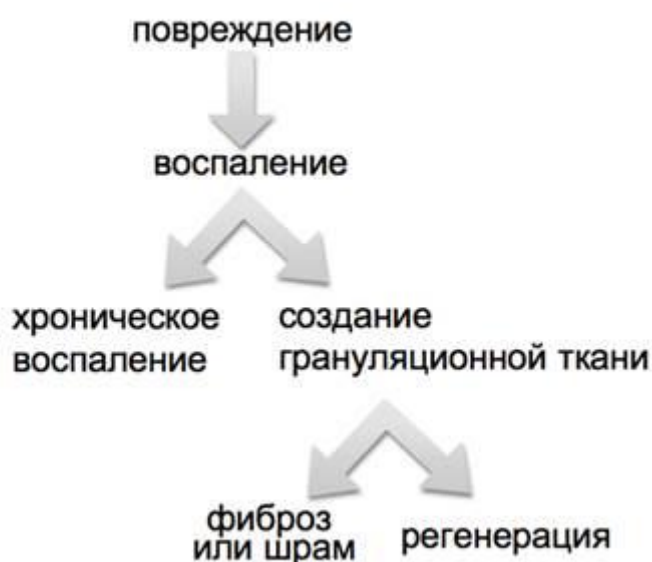 повреждение
воспаление
хроническое
воспаление
создание
грануляционной ткани
фиброз
или шрам
регенерация